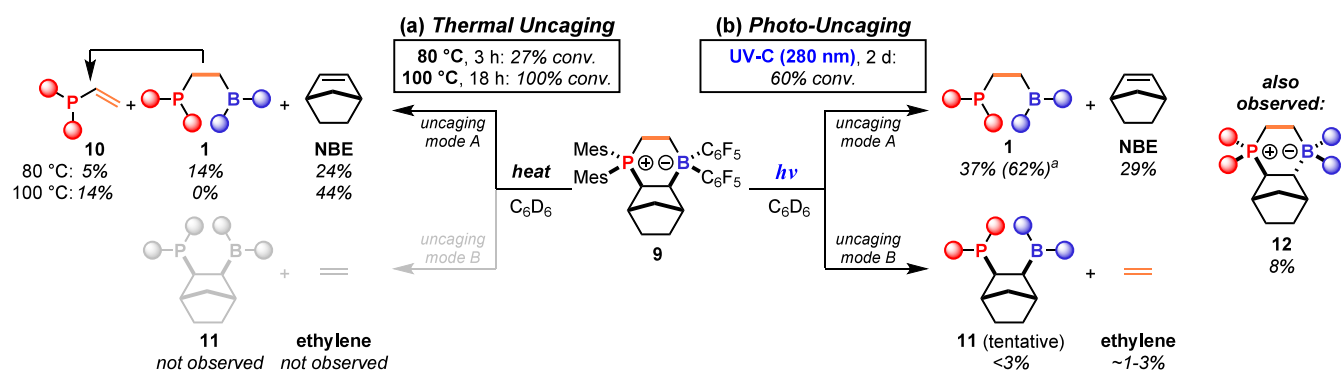 (a) Thermal Uncaging
80 °C, 3 h: 27% conv.
100 °C, 18 h: 100% conv.
P
+
P
B
+
10
1
NBE
80 °C: 5%
14%
24%
100 °C: 14%
0%
44%
uncaging
mode A
heat
C6D6
uncaging
mode B
P
B
+
11
not observed
ethylene
not observed
Mes
Mes
P
+
−
B
C6F5
C6F5
9
(b) Photo-Uncaging
UV-C (280 nm), 2 d:
60% conv.
hν
C6D6
uncaging
mode A
P
B
+
1
37% (62%)a
NBE
29%
uncaging
mode B
P
B
+
11 (tentative)
<3%
ethylene
~1-3%
also
observed:
P
+
−
B
12
8%